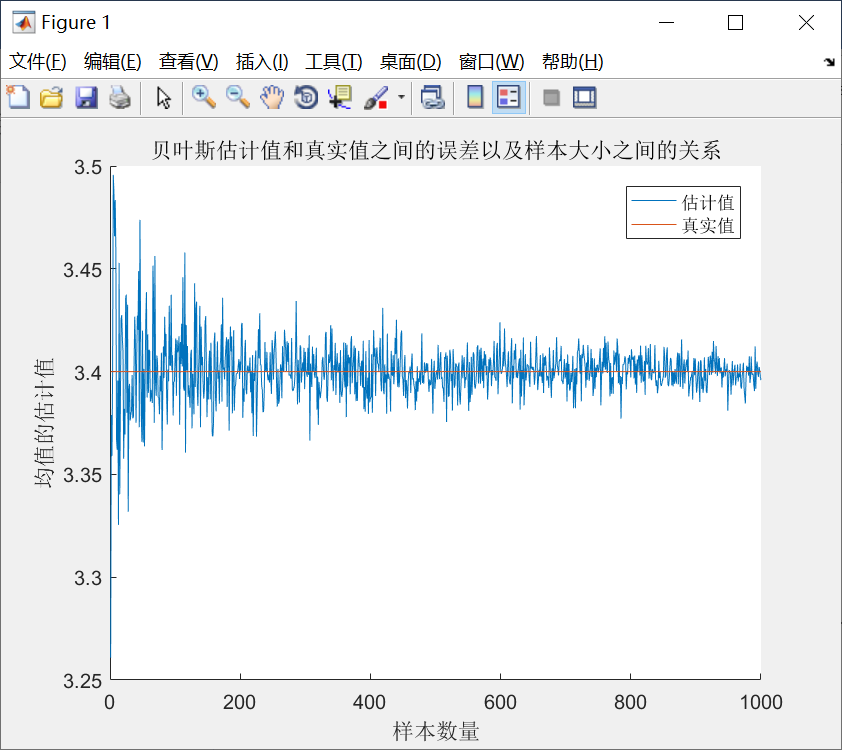 Figure 1
文件(F) 编辑(E) 查看(V) 插入(I) 工具(T) 桌面(D) 窗口(W) 帮助(H)
贝叶斯估计值和真实值之间的误差以及样本大小之间的关系
3.5
估计值
真实值
3.45
3.4
均值的估计值
3.35
3.3
3.25
0 200 400 600 800 1000
样本数量